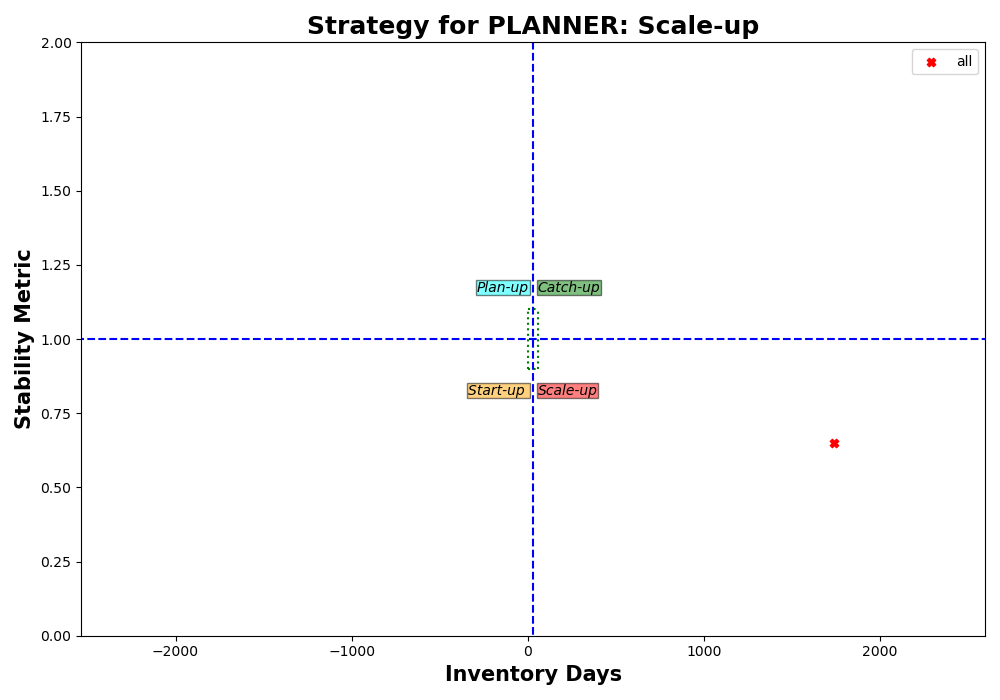 Strategy for PLANNER: Scale-up
all
Stability Metric
2.00
1.75
1.50
1.25
1.00
0.75
0.50
0.25
0.00
Plan-up
Catch-up
Start-up
Scale-up
−2000
−1000
0
1000
2000
Inventory Days